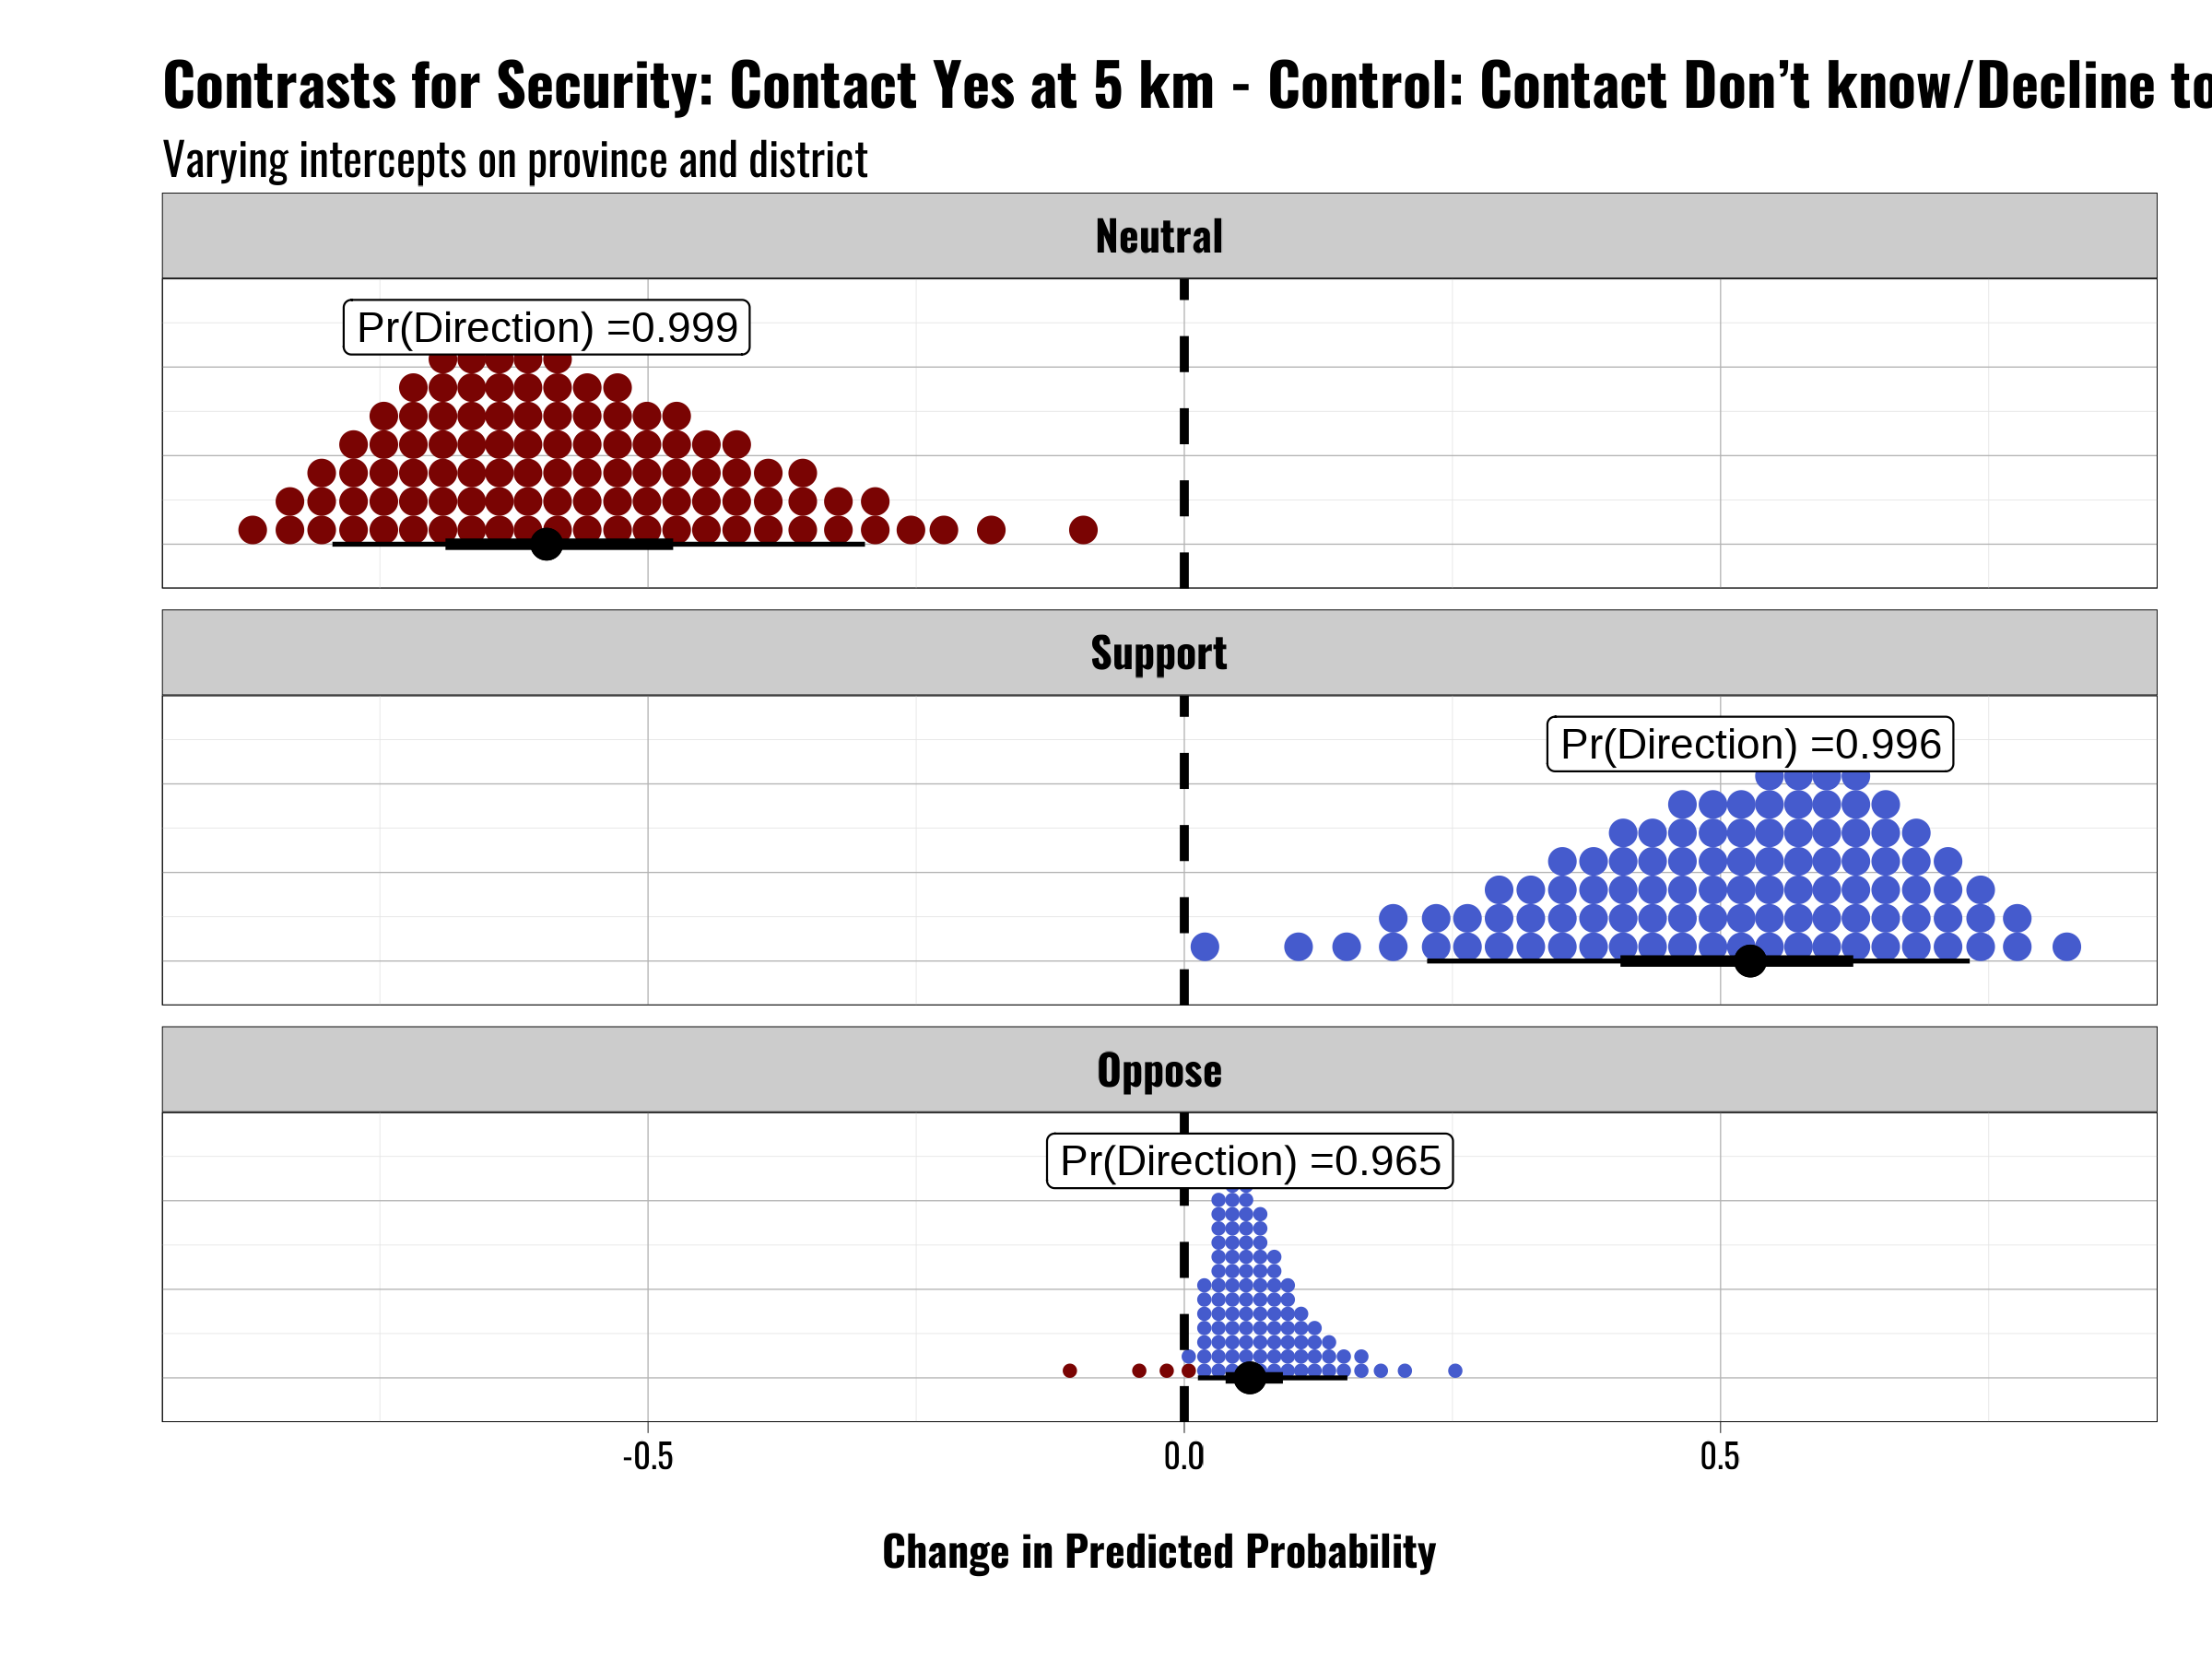 Contrasts for Security: Contact Yes at 5 km - Control: Contact Don’t know/Decline to
Varying intercepts on province and district
Neutral
Pr(Direction) =0.999
Support
Pr(Direction) =0.996
Oppose
Pr(Direction) =0.965
-0.5 0.0 0.5
Change in Predicted Probability